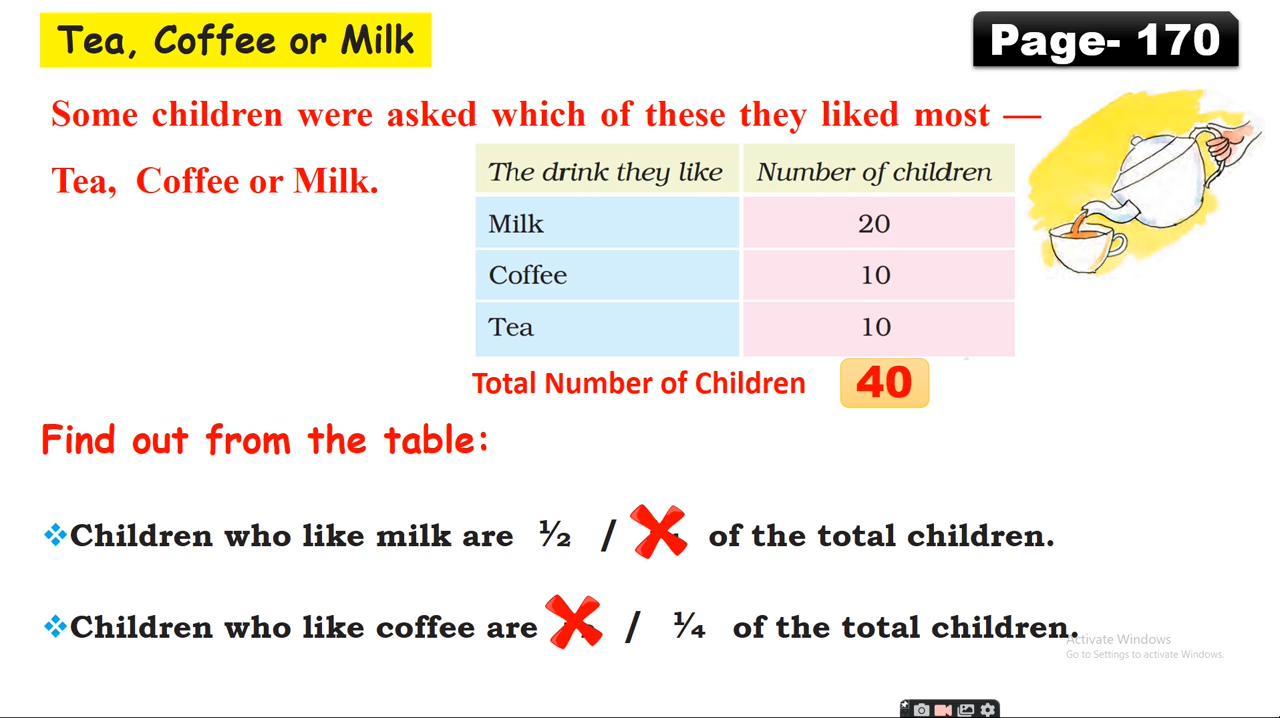 Tea, Coffee or Milk
Page- 170
Some children were asked which of these they liked most —
Tea, Coffee or Milk.
The drink they like Number of children
Milk 20
Coffee 10
Tea 10
Total Number of Children 40
Find out from the table:
❖Children who like milk are ½ / of the total children.
❖Children who like coffee are / ¼ of the total children.
Activate Windows
Go to Settings to activate Windows.